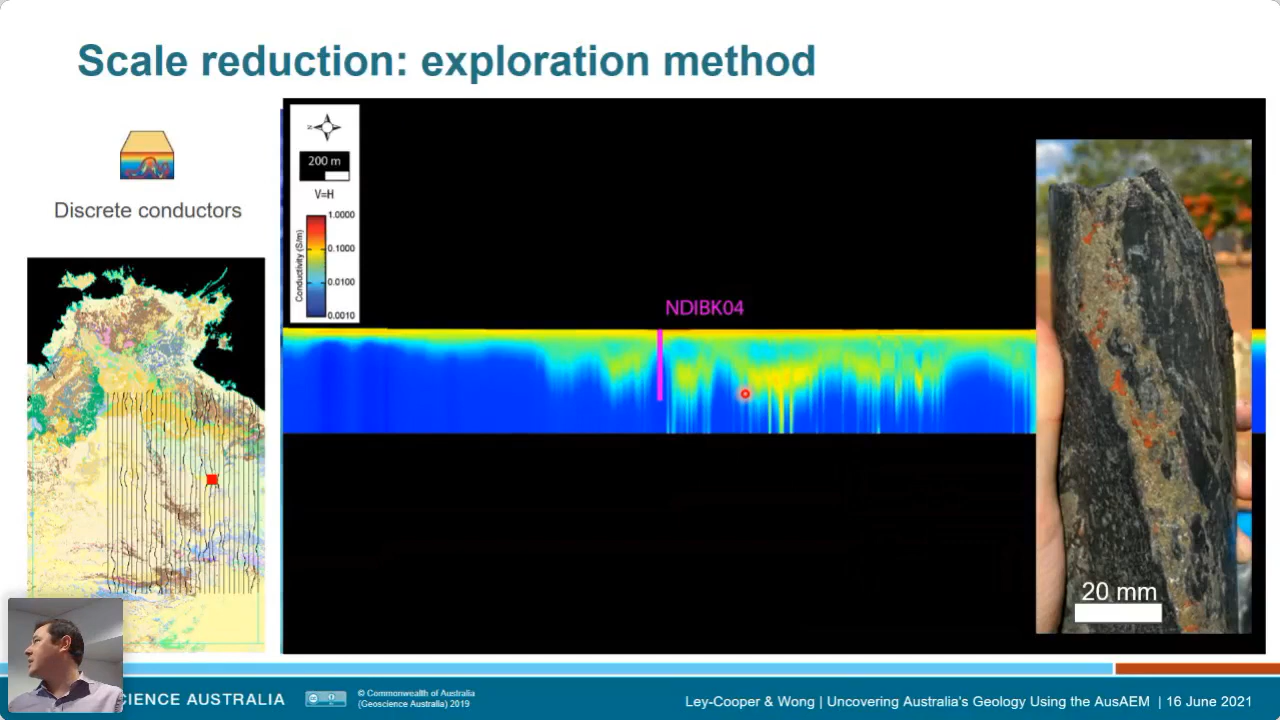 Scale reduction: exploration method
Discrete conductors
N
200 m
V=H
Conductivity (S/m)
1.0000
0.1000
0.0100
0.0010
NDIBK04
20 mm
CIENCE AUSTRALIA
© Commonwealth of Australia
(Geoscience Australia) 2019
Ley-Cooper & Wong | Uncovering Australia's Geology Using the AusAEM | 16 June 2021